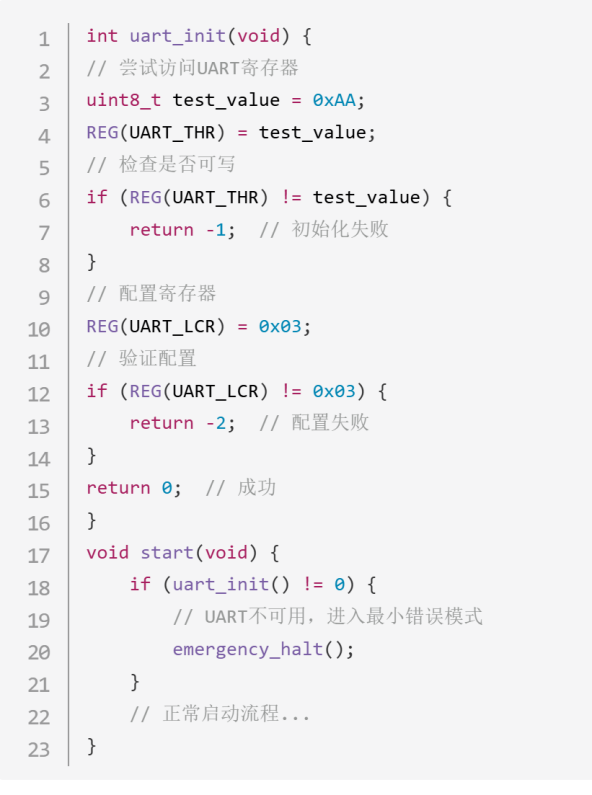 1 int uart_init(void) {
2 // 尝试访问UART寄存器
3 uint8_t test_value = 0xAA;
4 REG(UART_THR) = test_value;
5 // 检查是否可写
6 if (REG(UART_THR) != test_value) {
7     return -1;  // 初始化失败
8 }
9 // 配置寄存器
10 REG(UART_LCR) = 0x03;
11 // 验证配置
12 if (REG(UART_LCR) != 0x03) {
13     return -2;  // 配置失败
14 }
15 return 0;  // 成功
16 }
17 void start(void) {
18     if (uart_init() != 0) {
19         // UART不可用，进入最小错误模式
20         emergency_halt();
21     }
22     // 正常启动流程...
23 }